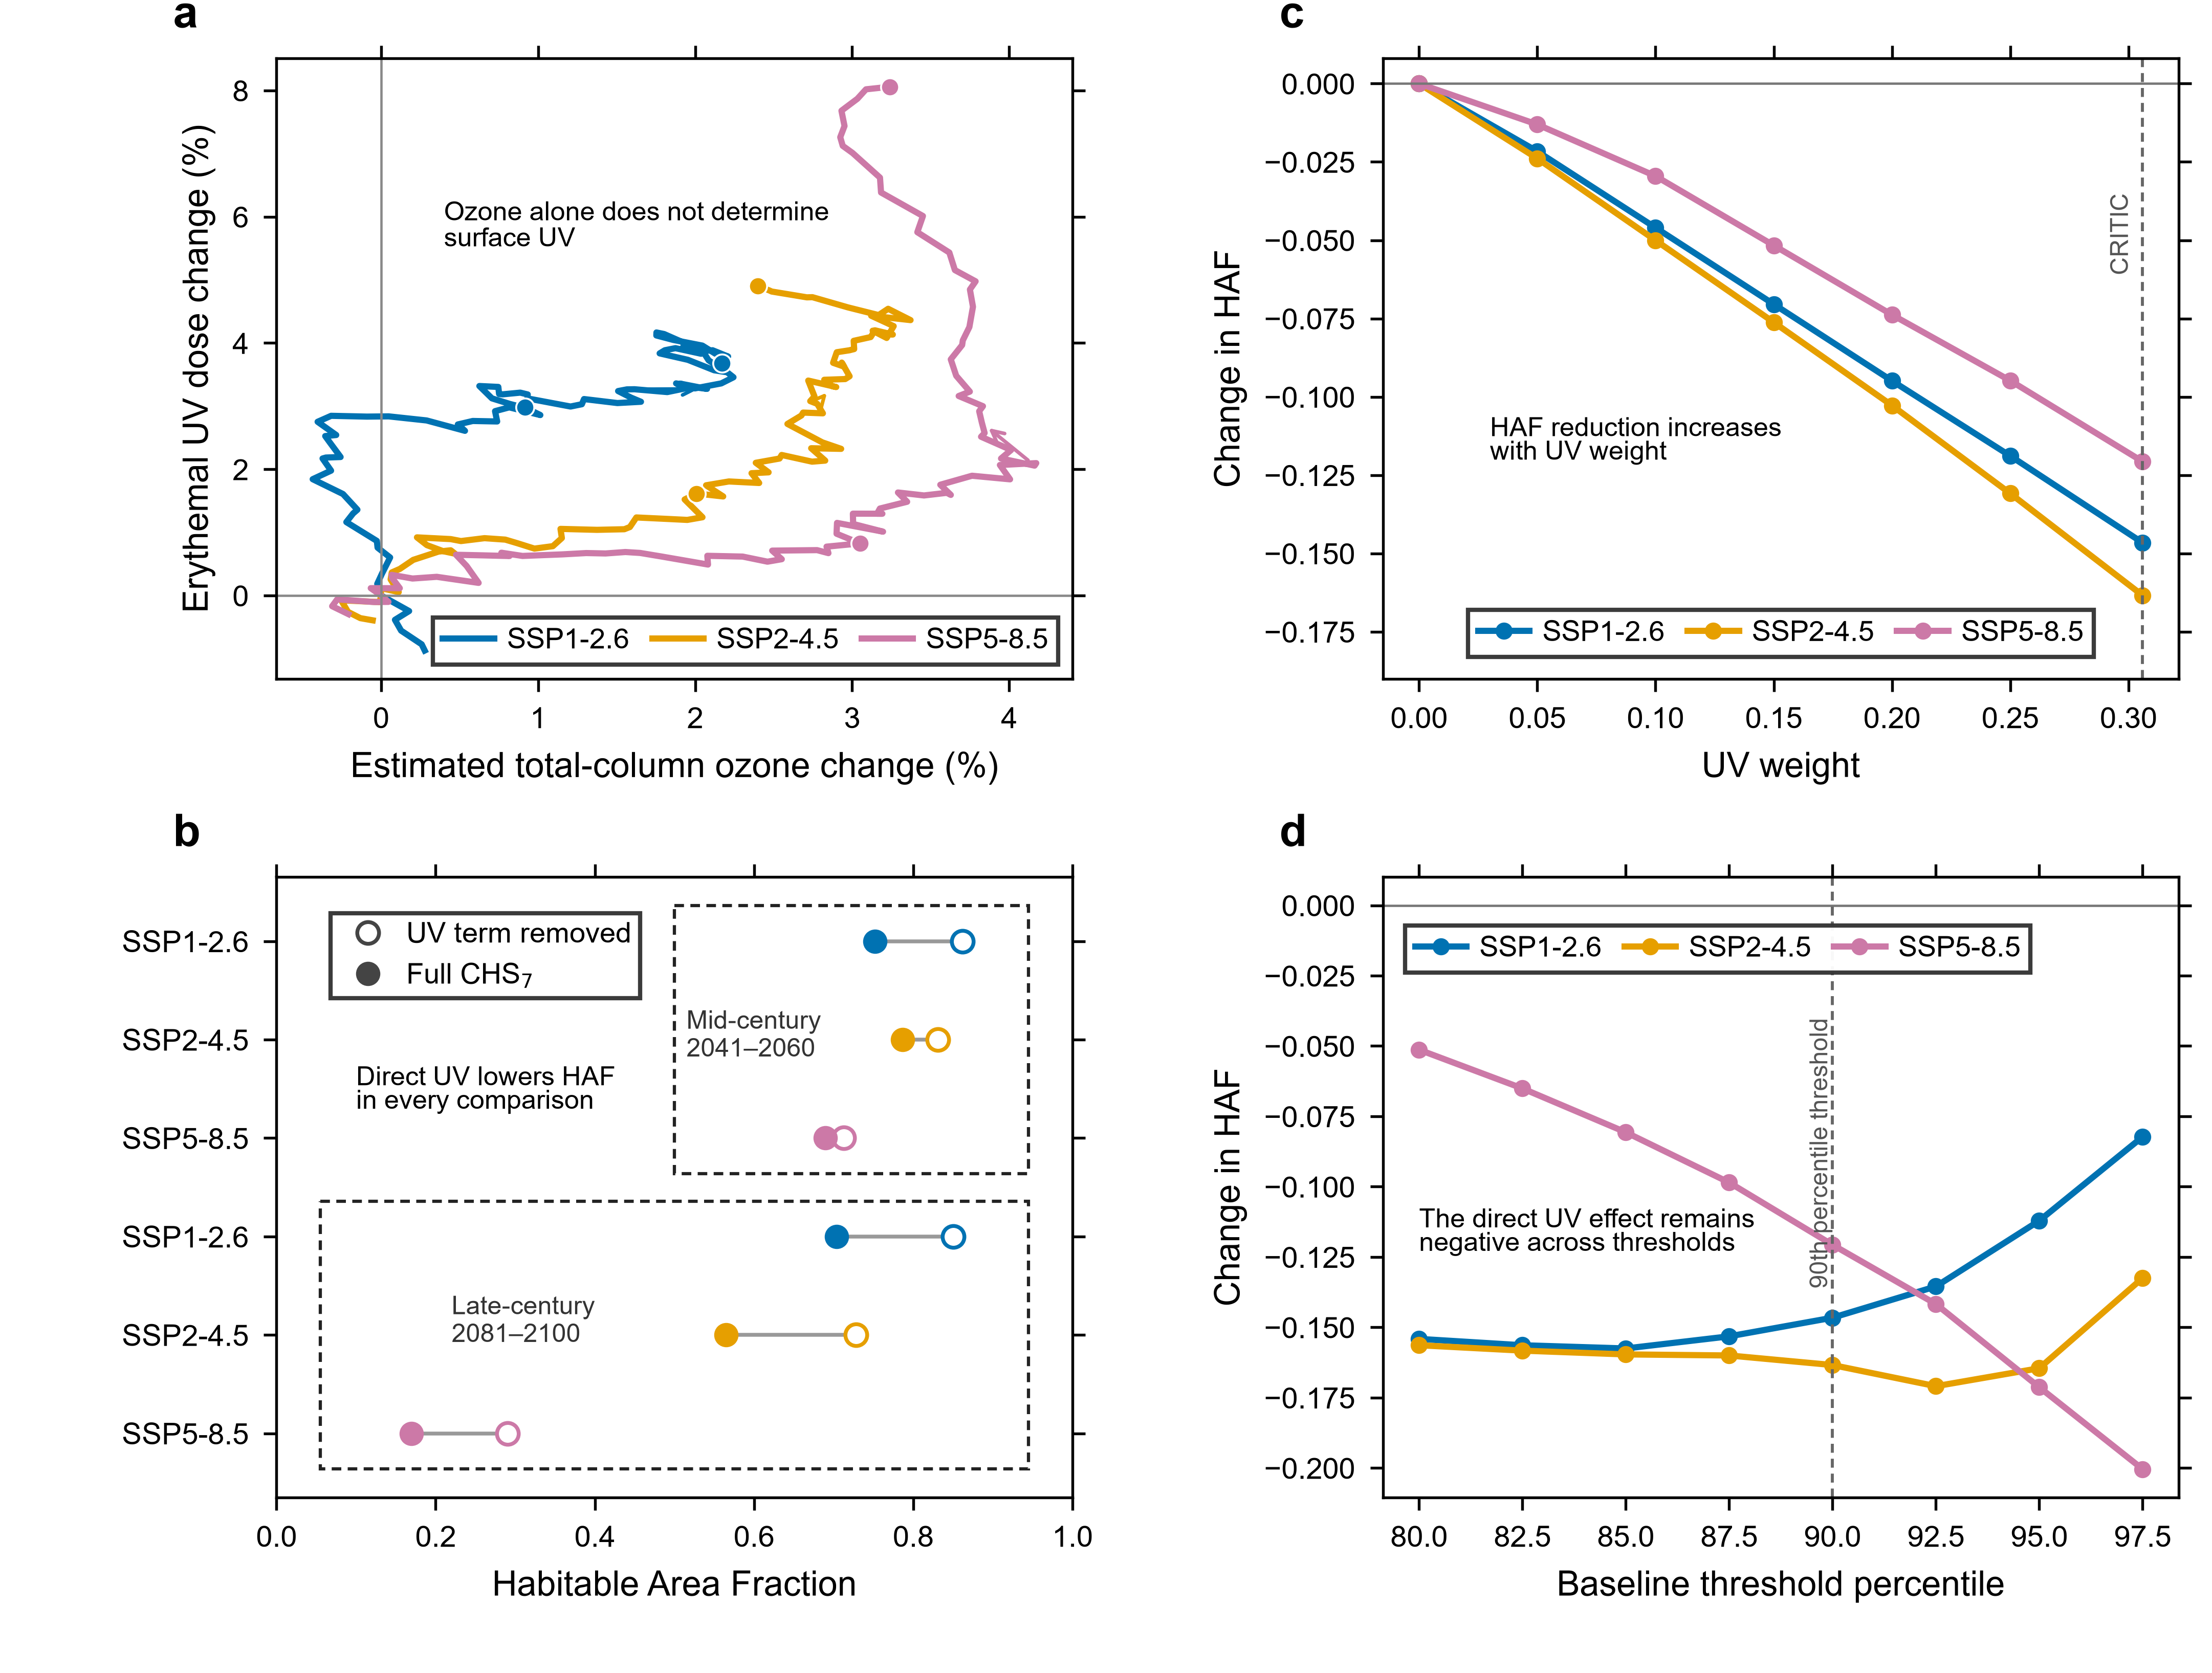 a
8
6
4
2
0
Erythemal UV dose change (%)
Ozone alone does not determine
surface UV
SSP1-2.6 SSP2-4.5 SSP5-8.5
0 1 2 3 4
Estimated total-column ozone change (%)
b
SSP1-2.6
SSP2-4.5
SSP5-8.5
SSP1-2.6
SSP2-4.5
SSP5-8.5
UV term removed
Full CHS₇
Mid-century
2041–2060
Direct UV lowers HAF
in every comparison
Late-century
2081–2100
0.0 0.2 0.4 0.6 0.8 1.0
Habitable Area Fraction
c
0.000
−0.025
−0.050
−0.075
−0.100
−0.125
−0.150
−0.175
Change in HAF
CRITIC
HAF reduction increases
with UV weight
SSP1-2.6 SSP2-4.5 SSP5-8.5
0.00 0.05 0.10 0.15 0.20 0.25 0.30
UV weight
d
0.000
−0.025
−0.050
−0.075
−0.100
−0.125
−0.150
−0.175
−0.200
Change in HAF
SSP1-2.6 SSP2-4.5 SSP5-8.5
90th percentile threshold
The direct UV effect remains
negative across thresholds
80.0 82.5 85.0 87.5 90.0 92.5 95.0 97.5
Baseline threshold percentile